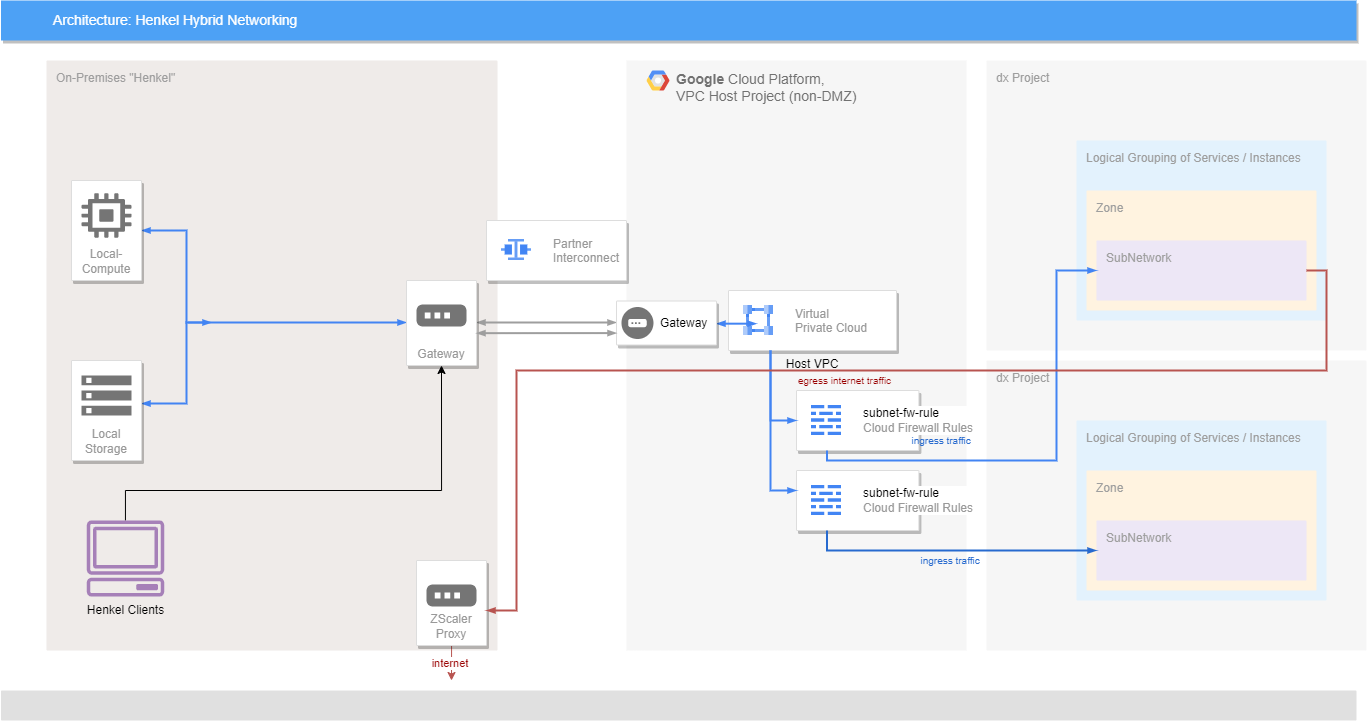 Architecture: Henkel Hybrid Networking
On-Premises "Henkel"
Google Cloud Platform,
VPC Host Project (non-DMZ)
dx Project
Logical Grouping of Services / Instances
Zone
SubNetwork
Local-
Compute
Partner
Interconnect
Gateway
Gateway
Virtual
Private Cloud
Host VPC
egress internet traffic
dx Project
subnet-fw-rule
Cloud Firewall Rules
ingress traffic
Local
Storage
Logical Grouping of Services / Instances
Zone
SubNetwork
subnet-fw-rule
Cloud Firewall Rules
ingress traffic
Henkel Clients
ZScaler
Proxy
internet